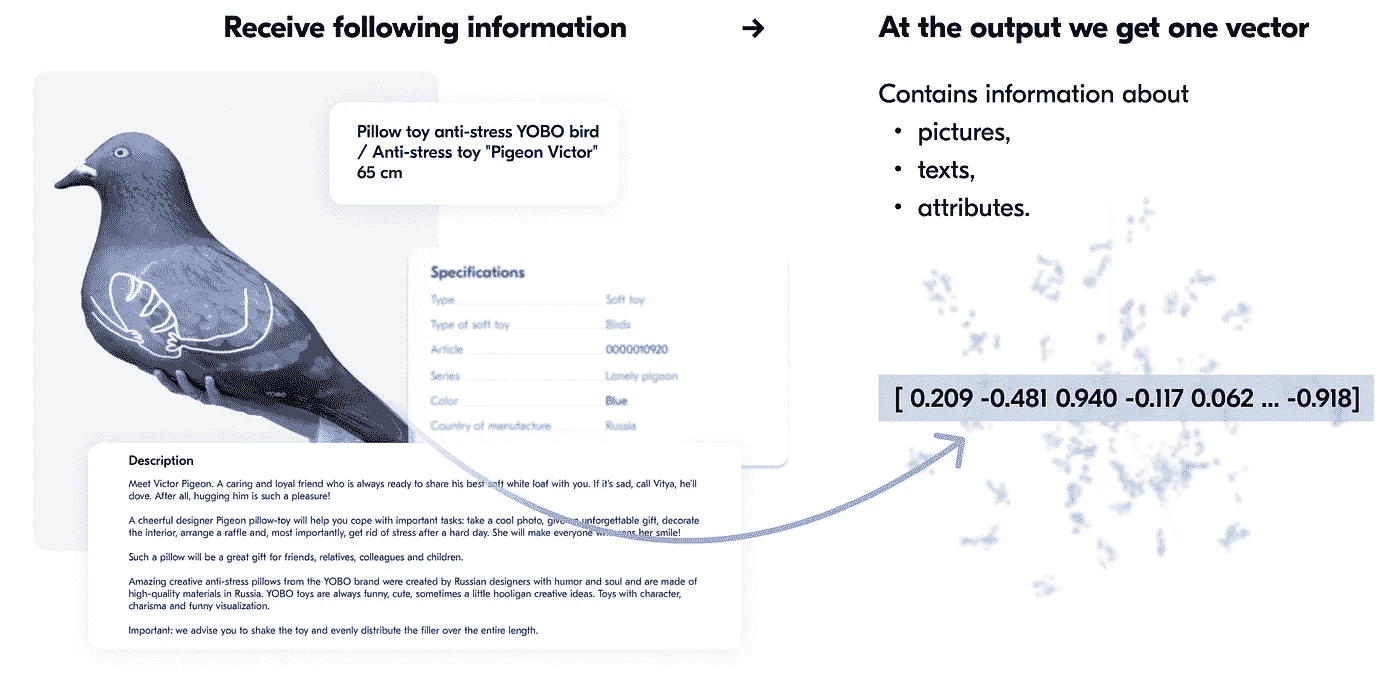 Receive following information → At the output we get one vector
Pillow toy anti-stress YOBO bird
/ Anti-stress toy "Pigeon Victor"
65 cm
Specifications
Type Soft toy
Type of soft toy Birds
Article 0000010920
Series Lonely pigeon
Color Blue
Country of manufacture Russia
YOBO
Description
Meet Victor Pigeon. A caring and loyal friend who is always ready to share his best soft white loaf with you. If it's sad, call Vitya, he'll
dove. After all, hugging him is such a pleasure!
A cheerful designer Pigeon pillow-toy will help you cope with important tasks: take a cool photo, give an unforgettable gift, decorate
the interior, arrange a raffle and, most importantly, get rid of stress after a hard day. She will make everyone her smile!
Such a pillow will be a great gift for friends, relatives, colleagues and children.
Amazing creative anti-stress pillows from the YOBO brand were created by Russian designers with humor and soul and are made of
high-quality materials in Russia. YOBO toys are always funny, cute, sometimes a little hooligan creative ideas. Toys with character,
charisma and funny visualization.
Important: we advise you to shake the toy and evenly distribute the filler over the entire length.
Contains information about
• pictures,
• texts,
• attributes.
[ 0.209 -0.481 0.940 -0.117 0.062 ... -0.918]